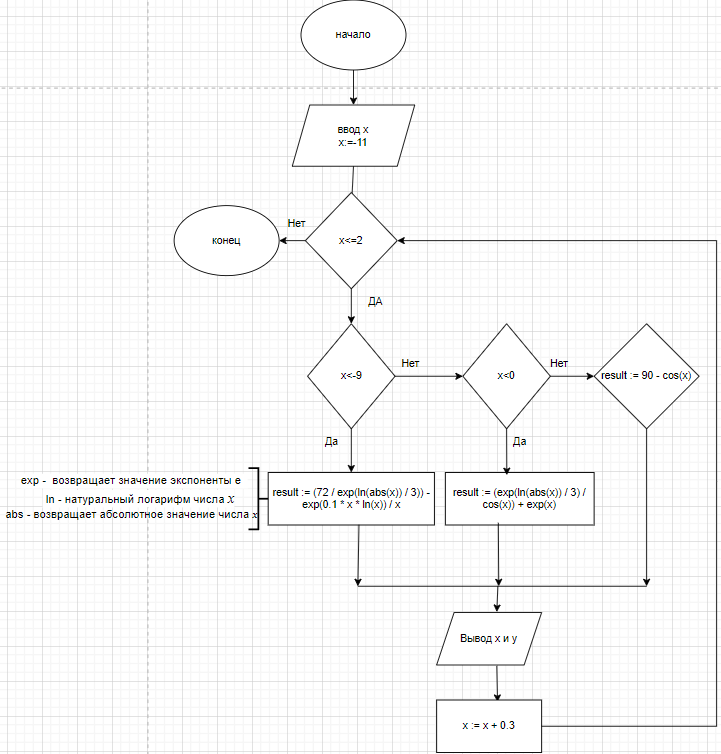 начало
ввод x
x:=-11
Нет
конец
x<=2
ДА
x<-9
Нет
x<0
Нет
result := 90 - cos(x)
Да
Да
exp -  возвращает значение экспоненты e
ln - натуральный логарифм числа x
abs - возвращает абсолютное значение числа x
result := (72 / exp(ln(abs(x)) / 3)) -
exp(0.1 * x * ln(x)) / x
result := (exp(ln(abs(x)) / 3) /
cos(x)) + exp(x)
Вывод x и y
x := x + 0.3